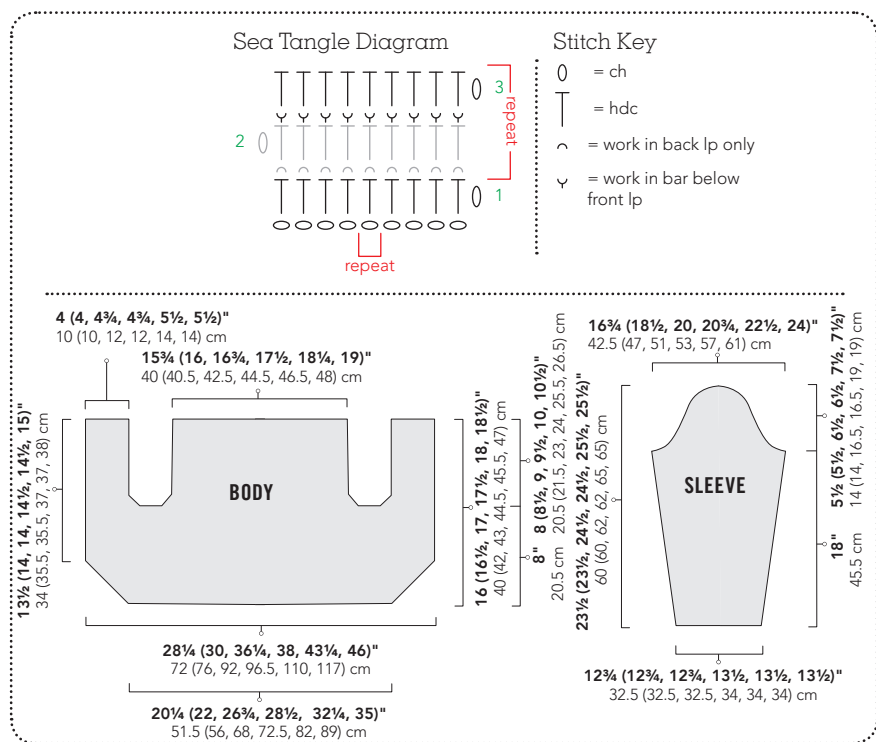 Sea Tangle Diagram
3
repeat
2
1
repeat
Stitch Key
= ch
= hdc
= work in back lp only
= work in bar below
front lp
4 (4, 4¾, 4¾, 5½, 5½)"
10 (10, 12, 12, 14, 14) cm
15¾ (16, 16¾, 17½, 18¼, 19)"
40 (40.5, 42.5, 44.5, 46.5, 48) cm
13½ (14, 14, 14½, 14½, 15)"
34 (35.5, 35.5, 37, 37, 38) cm
BODY
16 (16½, 17, 17½, 18, 18½)"
40 (42, 43, 44.5, 45.5, 47) cm
8 (8½, 9, 9½, 10, 10½)"
20.5 (21.5, 23, 24, 25.5, 26.5) cm
8"
20.5 cm
28¼ (30, 36¼, 38, 43¼, 46)"
72 (76, 92, 96.5, 110, 117) cm
20¼ (22, 26¾, 28½, 32¼, 35)"
51.5 (56, 68, 72.5, 82, 89) cm
16¾ (18½, 20, 20¾, 22½, 24)"
42.5 (47, 51, 53, 57, 61) cm
23½ (23½, 24½, 24½, 25½, 25½)"
60 (60, 62, 62, 65, 65) cm
SLEEVE
5½ (5½, 6½, 6½, 7½, 7½)"
14 (14, 16.5, 16.5, 19, 19) cm
18"
45.5 cm
12¾ (12¾, 12¾, 13½, 13½, 13½)"
32.5 (32.5, 32.5, 34, 34, 34) cm